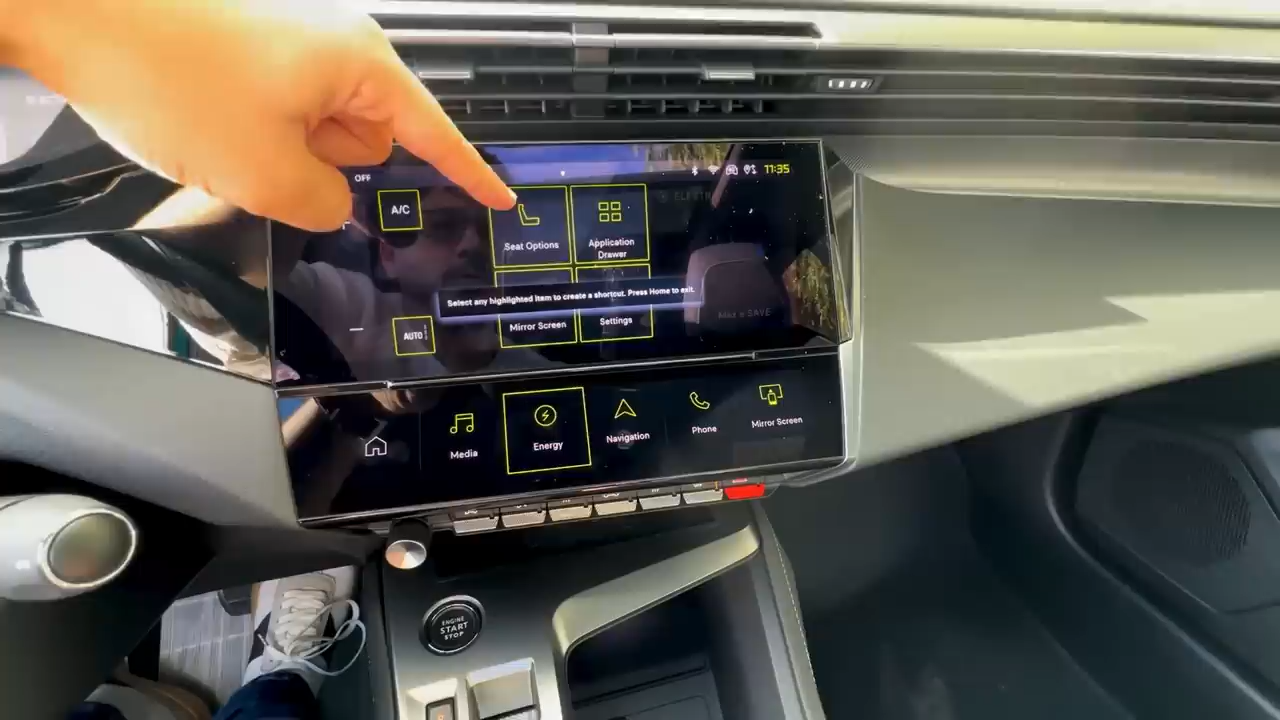 OFF
11:35
A/C
Seat Options
Application
Drawer
Select any highlighted item to create a shortcut. Press Home to exit.
AUTO
Mirror Screen
Settings
Media
Energy
Navigation
Phone
Mirror Screen
ENGINE
START
STOP